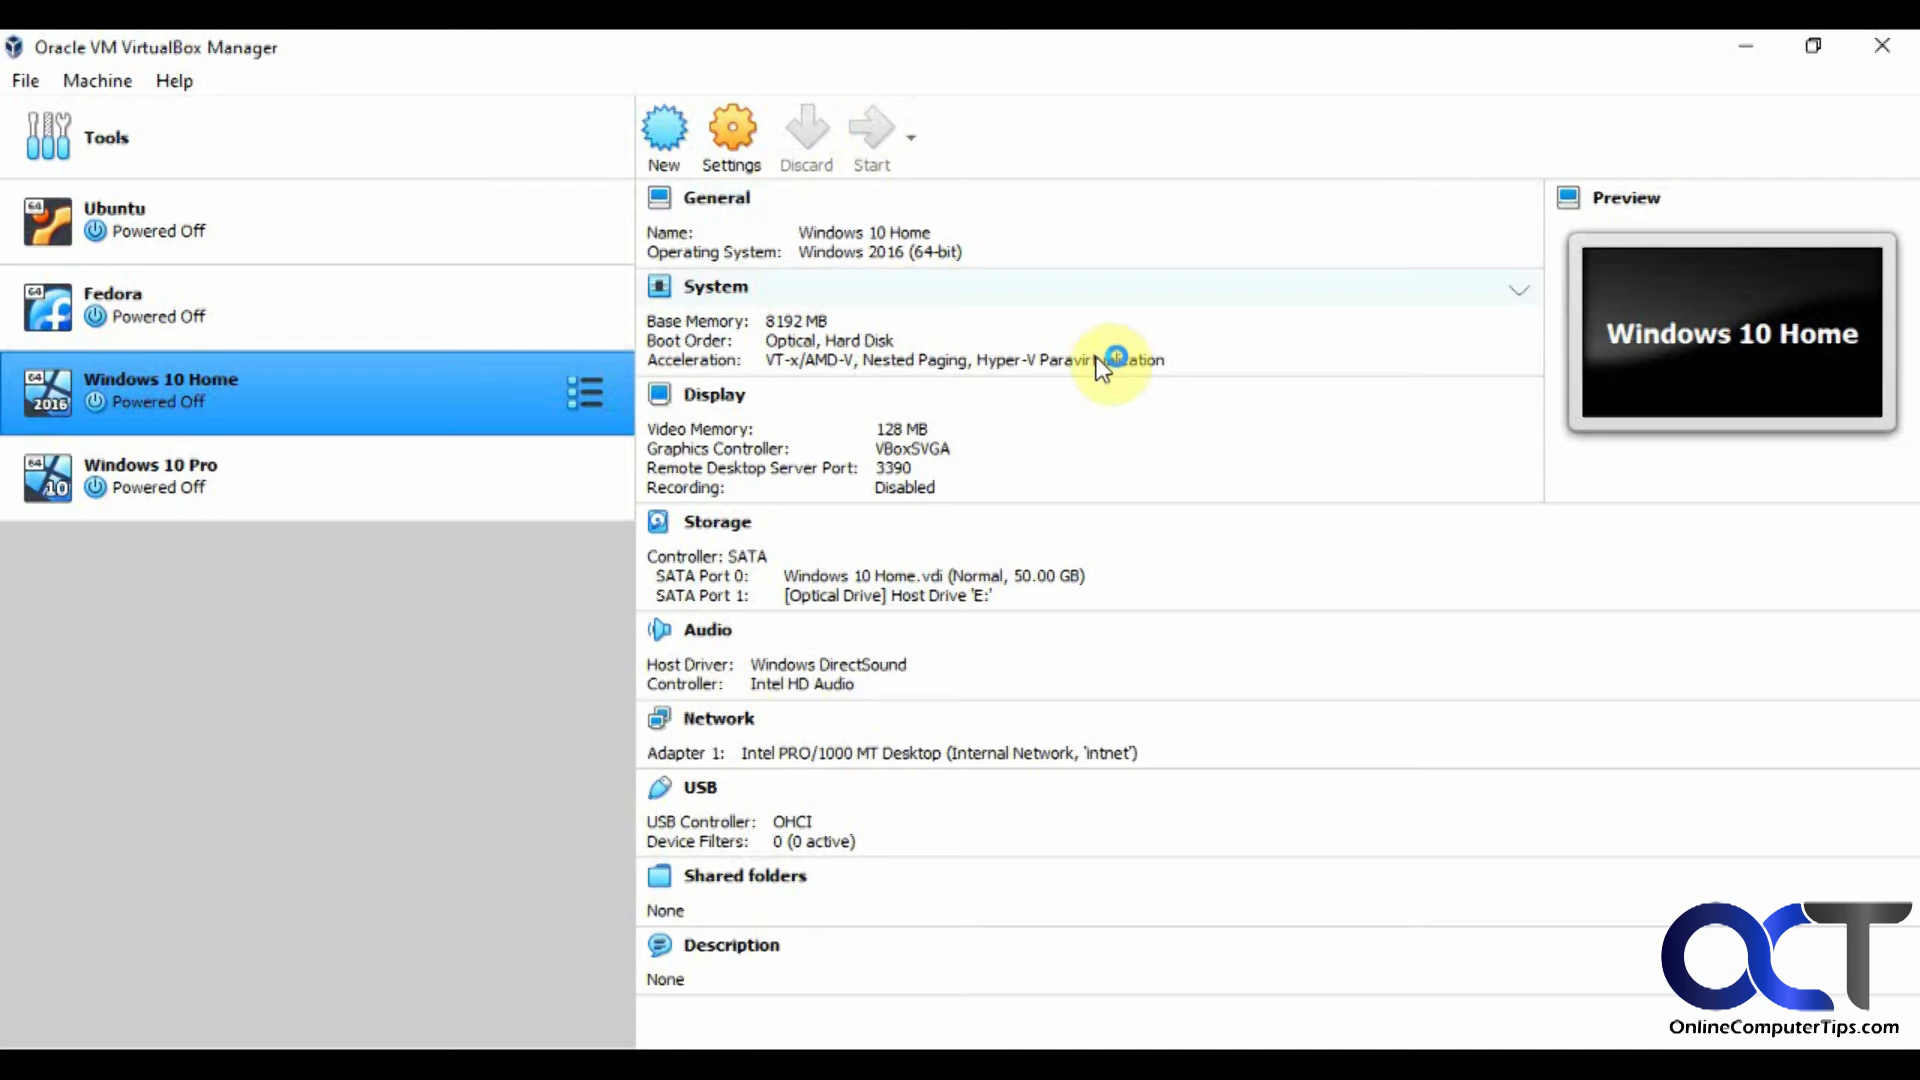 Oracle VM VirtualBox Manager
File Machine Help
Tools
New Settings Discard Start
64
Ubuntu
Powered Off
64
Fedora
Powered Off
64
2016
Windows 10 Home
Powered Off
64
10
Windows 10 Pro
Powered Off
General
Name: Windows 10 Home
Operating System: Windows 2016 (64-bit)
System
Base Memory: 8192 MB
Boot Order: Optical, Hard Disk
Acceleration: VT-x/AMD-V, Nested Paging, Hyper-V
Display
Video Memory: 128 MB
Graphics Controller: VBoxSVGA
Remote Desktop Server Port: 3390
Recording: Disabled
Storage
Controller: SATA
SATA Port 0: Windows 10 Home.vdi (Normal, 50.00 GB)
SATA Port 1: [Optical Drive] Host Drive 'E:'
Audio
Host Driver: Windows DirectSound
Controller: Intel HD Audio
Network
Adapter 1: Intel PRO/1000 MT Desktop (Internal Network, 'intnet')
USB
USB Controller: OHCI
Device Filters: 0 (0 active)
Shared folders
None
Description
None
Preview
Windows 10 Home
OCT
OnlineComputerTips.com